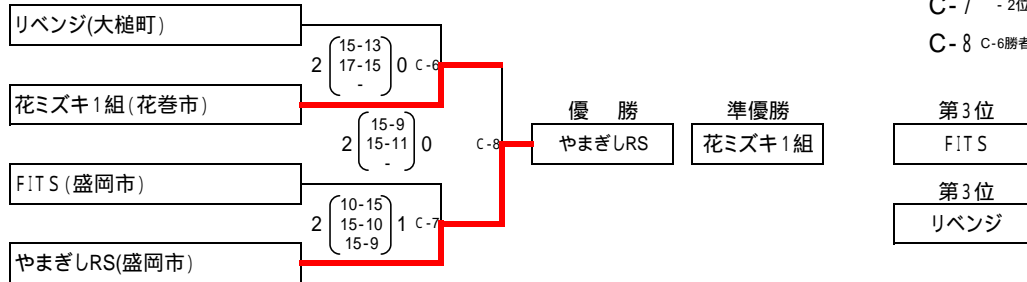 リベンジ(大槌町)
2 15-13 17-15 - 0 C-6
花ミズキ1組(花巻市)
2 15-9 15-11 - 0 C-8
FITS(盛岡市)
2 10-15 15-10 15-9 1 C-7
やまぎしRS(盛岡市)
優 勝
やまぎしRS
準優勝
花ミズキ1組
C-7 - 2位
C-8 C-6勝者
第3位
FITS
第3位
リベンジ